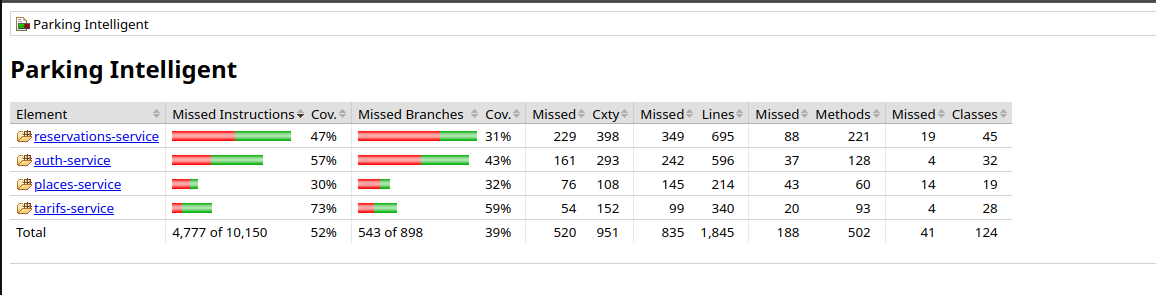 Parking Intelligent
Parking Intelligent
Element Missed Instructions Cov. Missed Branches Cov. Missed Cxty Missed Lines Missed Methods Missed Classes
reservations-service 47% 31% 229 398 349 695 88 221 19 45
auth-service 57% 43% 161 293 242 596 37 128 4 32
places-service 30% 32% 76 108 145 214 43 60 14 19
tarifs-service 73% 59% 54 152 99 340 20 93 4 28
Total 4,777 of 10,150 52% 543 of 898 39% 520 951 835 1,845 188 502 41 124